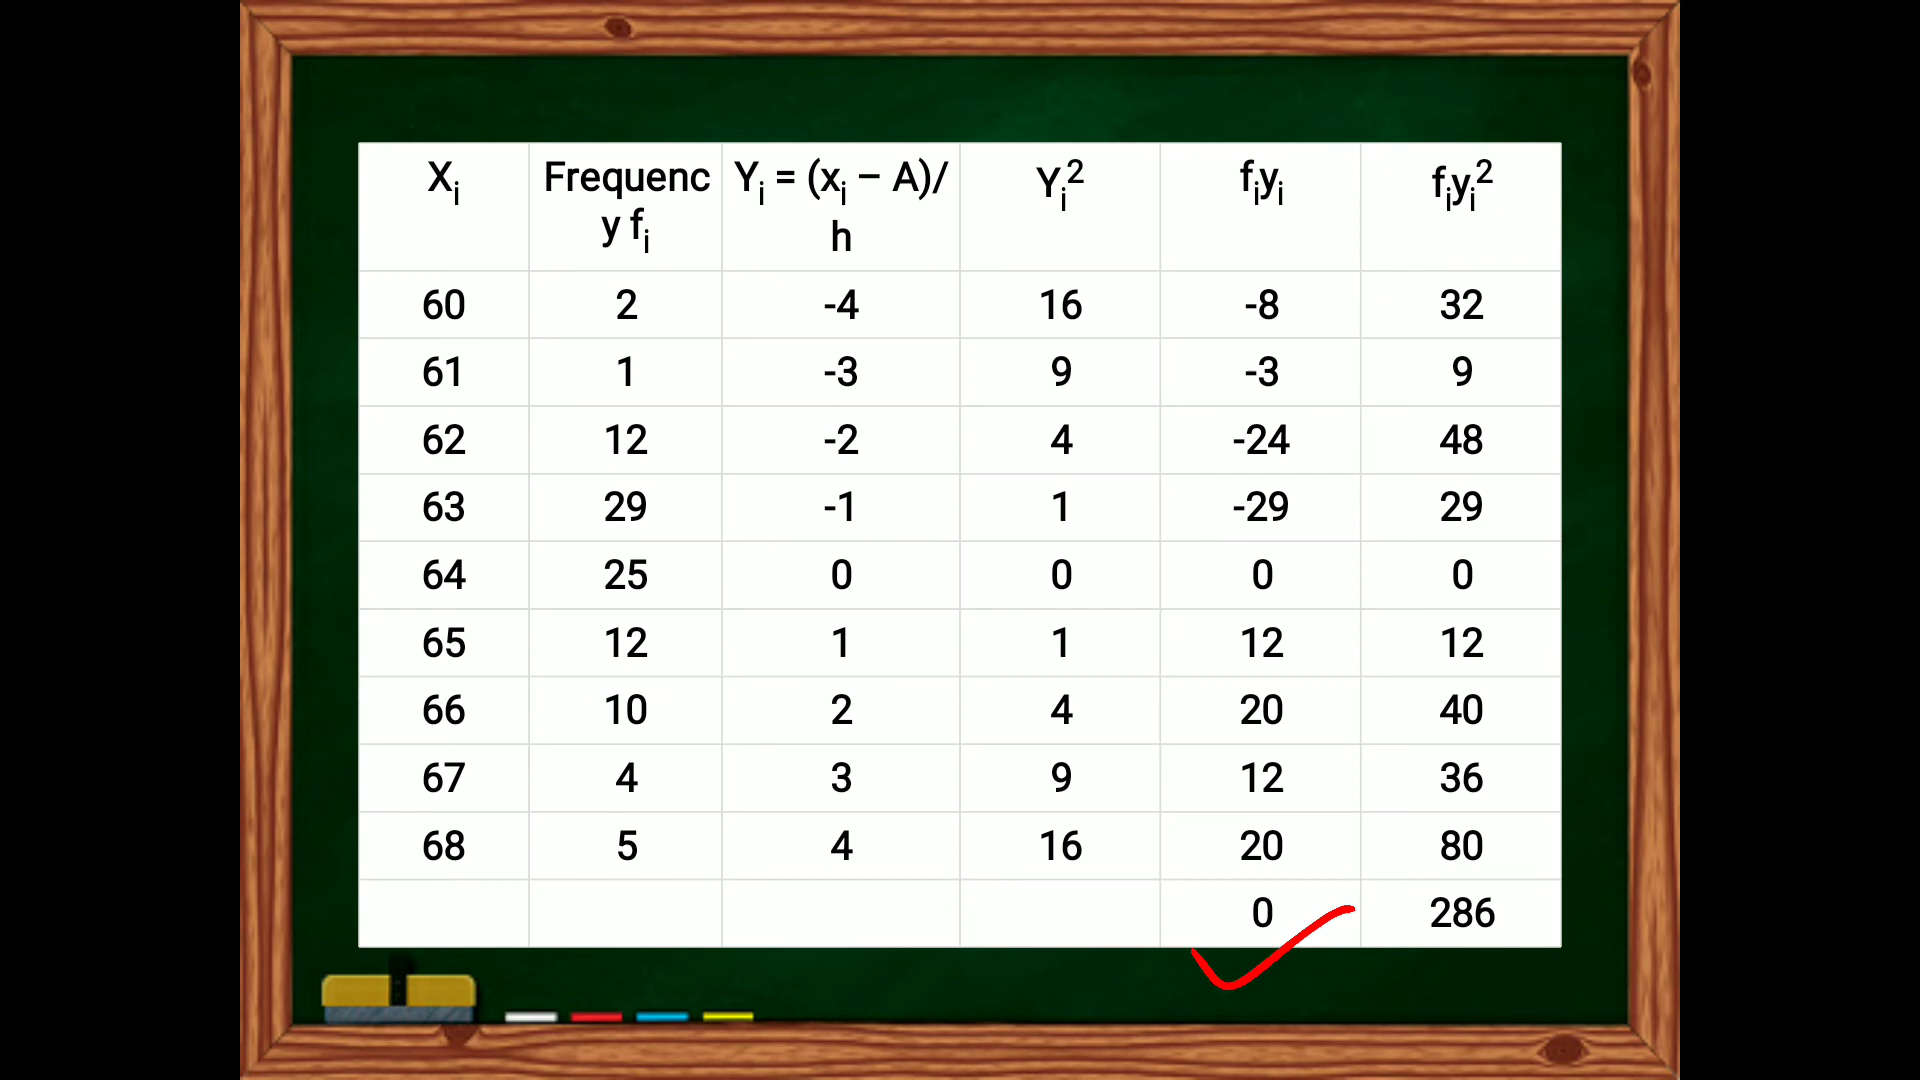 Xᵢ Frequenc Yᵢ = (xᵢ – A)/ Yᵢ² fᵢyᵢ fᵢyᵢ²
y fᵢ h
60 2 -4 16 -8 32
61 1 -3 9 -3 9
62 12 -2 4 -24 48
63 29 -1 1 -29 29
64 25 0 0 0 0
65 12 1 1 12 12
66 10 2 4 20 40
67 4 3 9 12 36
68 5 4 16 20 80
0 286